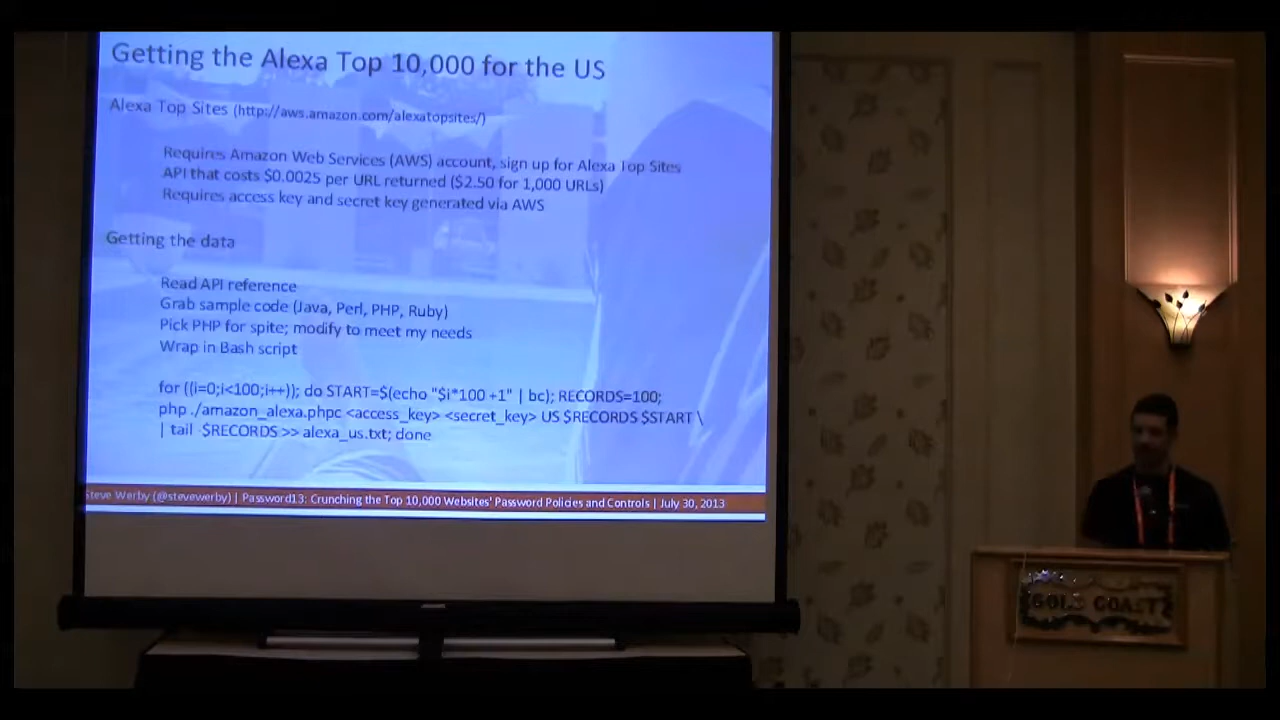 Getting the Alexa Top 10,000 for the US
Alexa Top Sites (http://aws.amazon.com/alexatopsites/)
Requires Amazon Web Services (AWS) account, sign up for Alexa Top Sites
API that costs $0.0025 per URL returned ($2.50 for 1,000 URLs)
Requires access key and secret key generated via AWS
Getting the data
Read API reference
Grab sample code (Java, Perl, PHP, Ruby)
Pick PHP for spite; modify to meet my needs
Wrap in Bash script
for ((i=0;i<100;i++)); do START=$(echo "$i*100 +1" | bc); RECORDS=100;
php ./amazon_alexa.phpc <access_key> <secret_key> US $RECORDS $START \
| tail -$RECORDS >> alexa_us.txt; done
Steve Werby (@stevewerby) | Password13: Crunching the Top 10,000 Websites' Password Policies and Controls | July 30, 2013
GOLD COAST